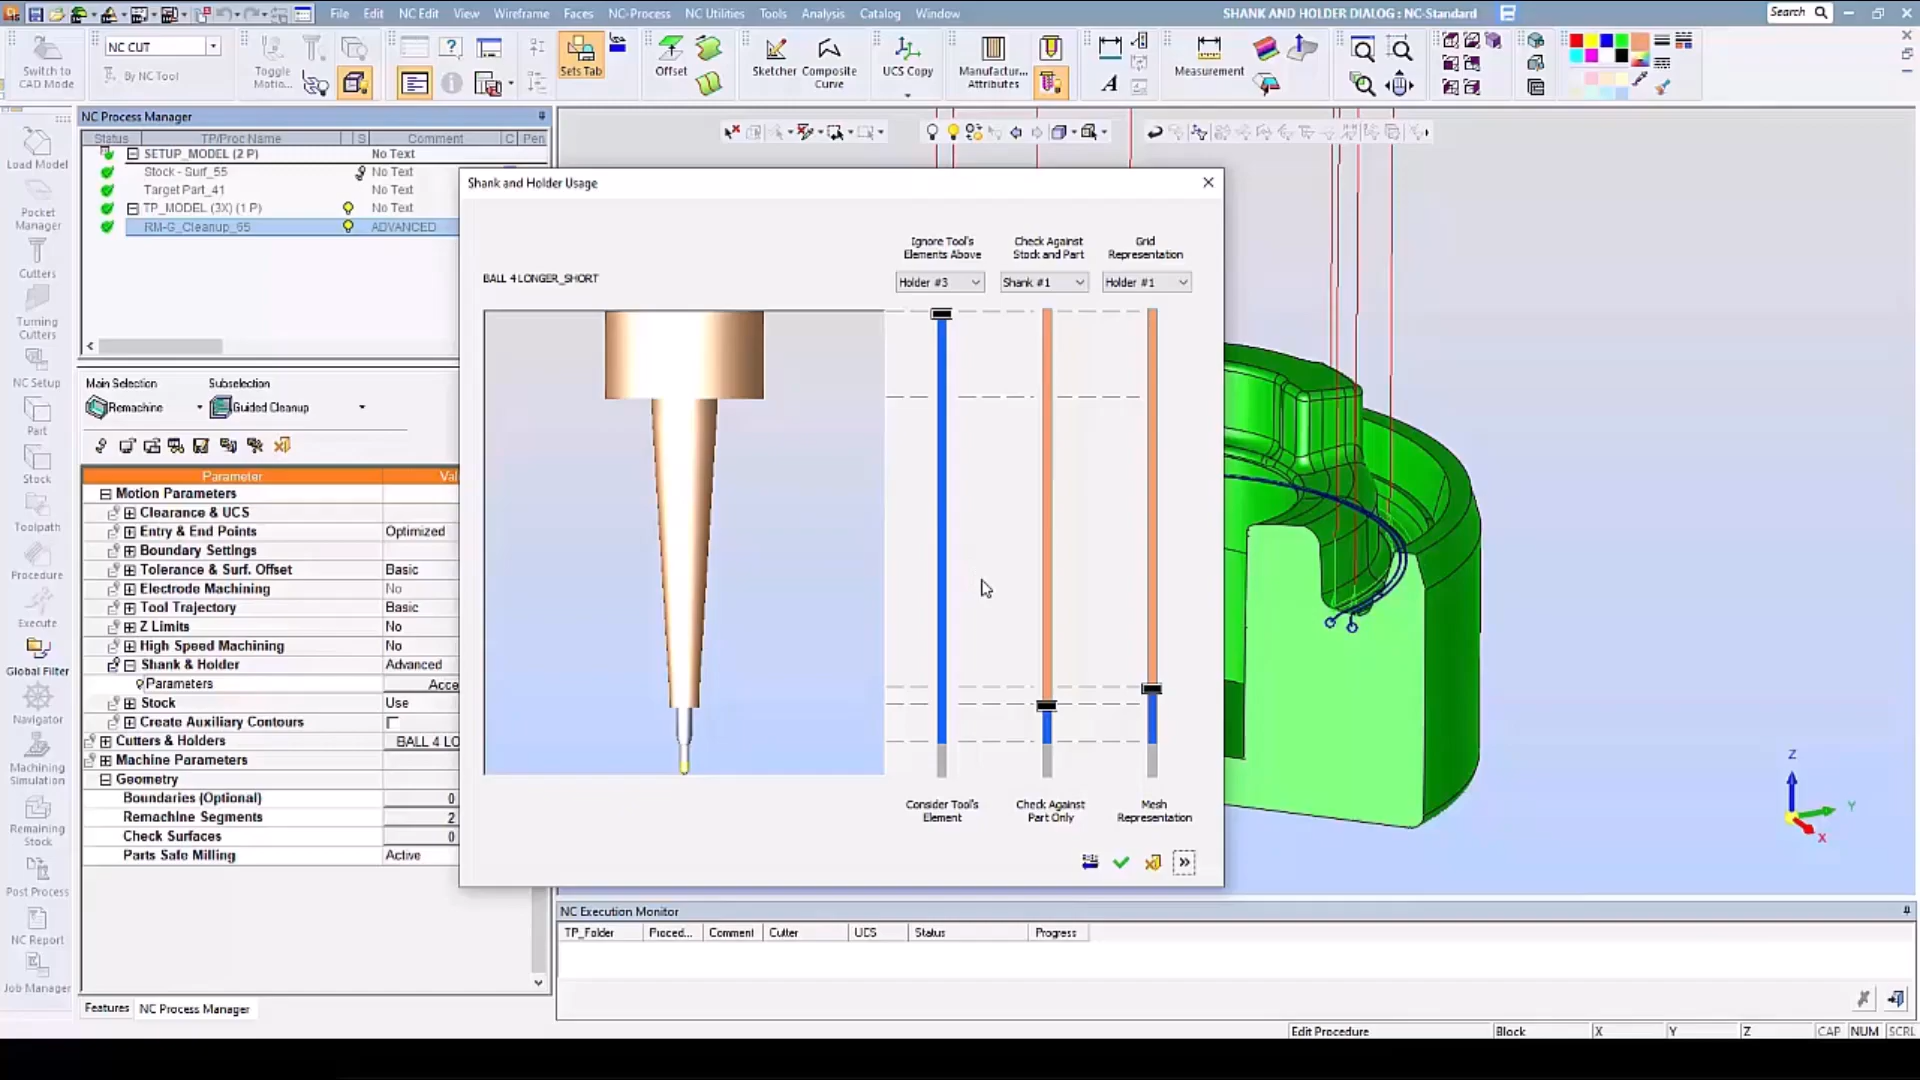 File Edit NC Edit View Wireframe Faces NC-Process NC Utilities Tools Analysis Catalog Window
SHANK AND HOLDER DIALOG : NC-Standard
Search
Switch to
CAD Mode
NC CUT
By NC Tool
Toggle
Motio...
Sets Tab
Offset
Sketcher
Composite
Curve
UCS Copy
Manufactur...
Attributes
A
Measurement
Load Model
Pocket
Manager
Cutters
Turning
Cutters
NC Setup
Part
Stock
Toolpath
Procedure
Execute
Global Filter
Navigator
Machining
Simulation
Remaining
Stock
Post Process
NC Report
Job Manager
NC Process Manager
Status TP/Proc Name S Comment C Pen
SETUP_MODEL (2 P) No Text
Stock - Surf_55 No Text
Target Part_41 No Text
TP_MODEL (3X) (1 P) No Text
RM-G_Cleanup_65 ADVANCED
Main Selection Subselection
Remachine Guided Cleanup
Parameter Val
Motion Parameters
Clearance & UCS
Entry & End Points Optimized
Boundary Settings
Tolerance & Surf. Offset Basic
Electrode Machining No
Tool Trajectory Basic
Z Limits No
High Speed Machining No
Shank & Holder Advanced
Parameters Acce
Stock Use
Create Auxiliary Contours
Cutters & Holders BALL 4 LO
Machine Parameters
Geometry
Boundaries (Optional) 0
Remachine Segments 2
Check Surfaces 0
Parts Safe Milling Active
Features NC Process Manager
Shank and Holder Usage
BALL 4 LONGER_SHORT
Ignore Tool's
Elements Above
Holder #3
Check Against
Stock and Part
Shank #1
Grid
Representation
Holder #1
Consider Tool's
Element
Check Against
Part Only
Mesh
Representation
Z
Y
X
NC Execution Monitor
TP_Folder Proced... Comment Cutter UCS Status Progress
Edit Procedure Block X Y Z CAP NUM SCRL